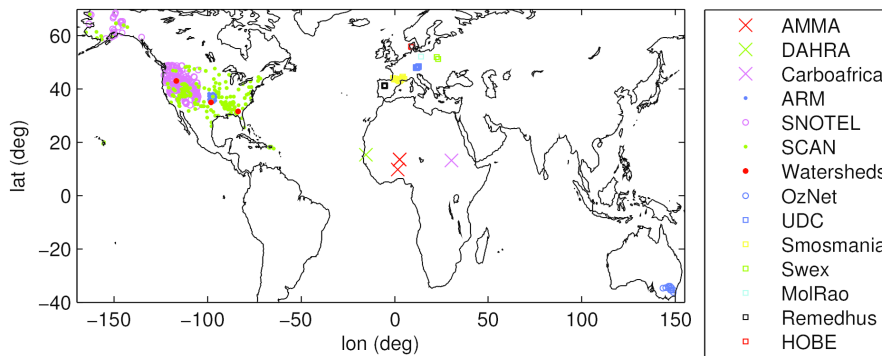 60
40
20
0
−20
−40
lat (deg)
−150
−100
−50
0
50
100
150
lon (deg)
AMMA
DAHRA
Carboafrica
ARM
SNOTEL
SCAN
Watersheds
OzNet
UDC
Smosmania
Swex
MolRao
Remedhus
HOBE